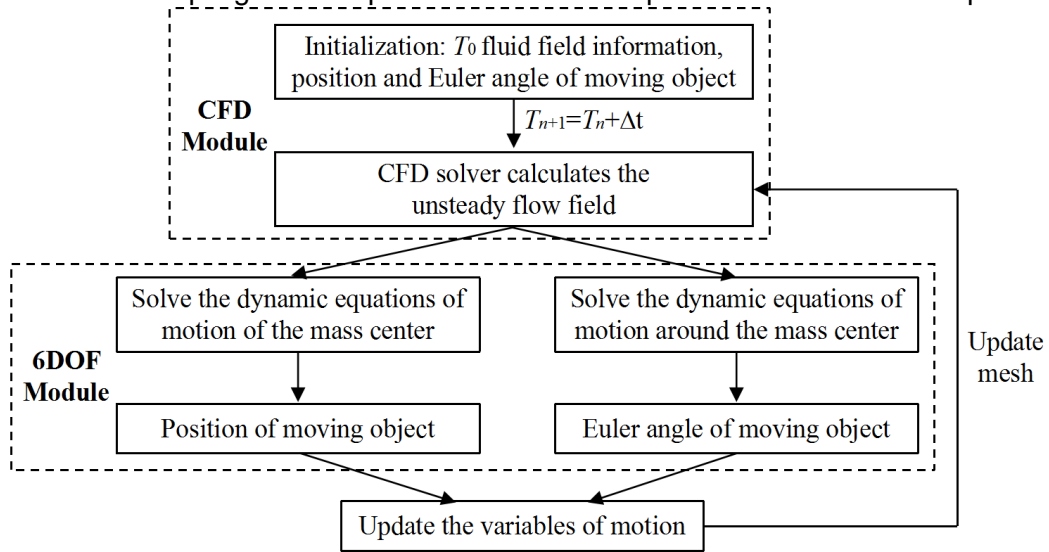 Initialization: T0 fluid field information,
position and Euler angle of moving object
CFD
Module
Tn+1=Tn+Δt
CFD solver calculates the
unsteady flow field
Solve the dynamic equations of
motion of the mass center
Solve the dynamic equations of
motion around the mass center
6DOF
Module
Update
mesh
Position of moving object
Euler angle of moving object
Update the variables of motion